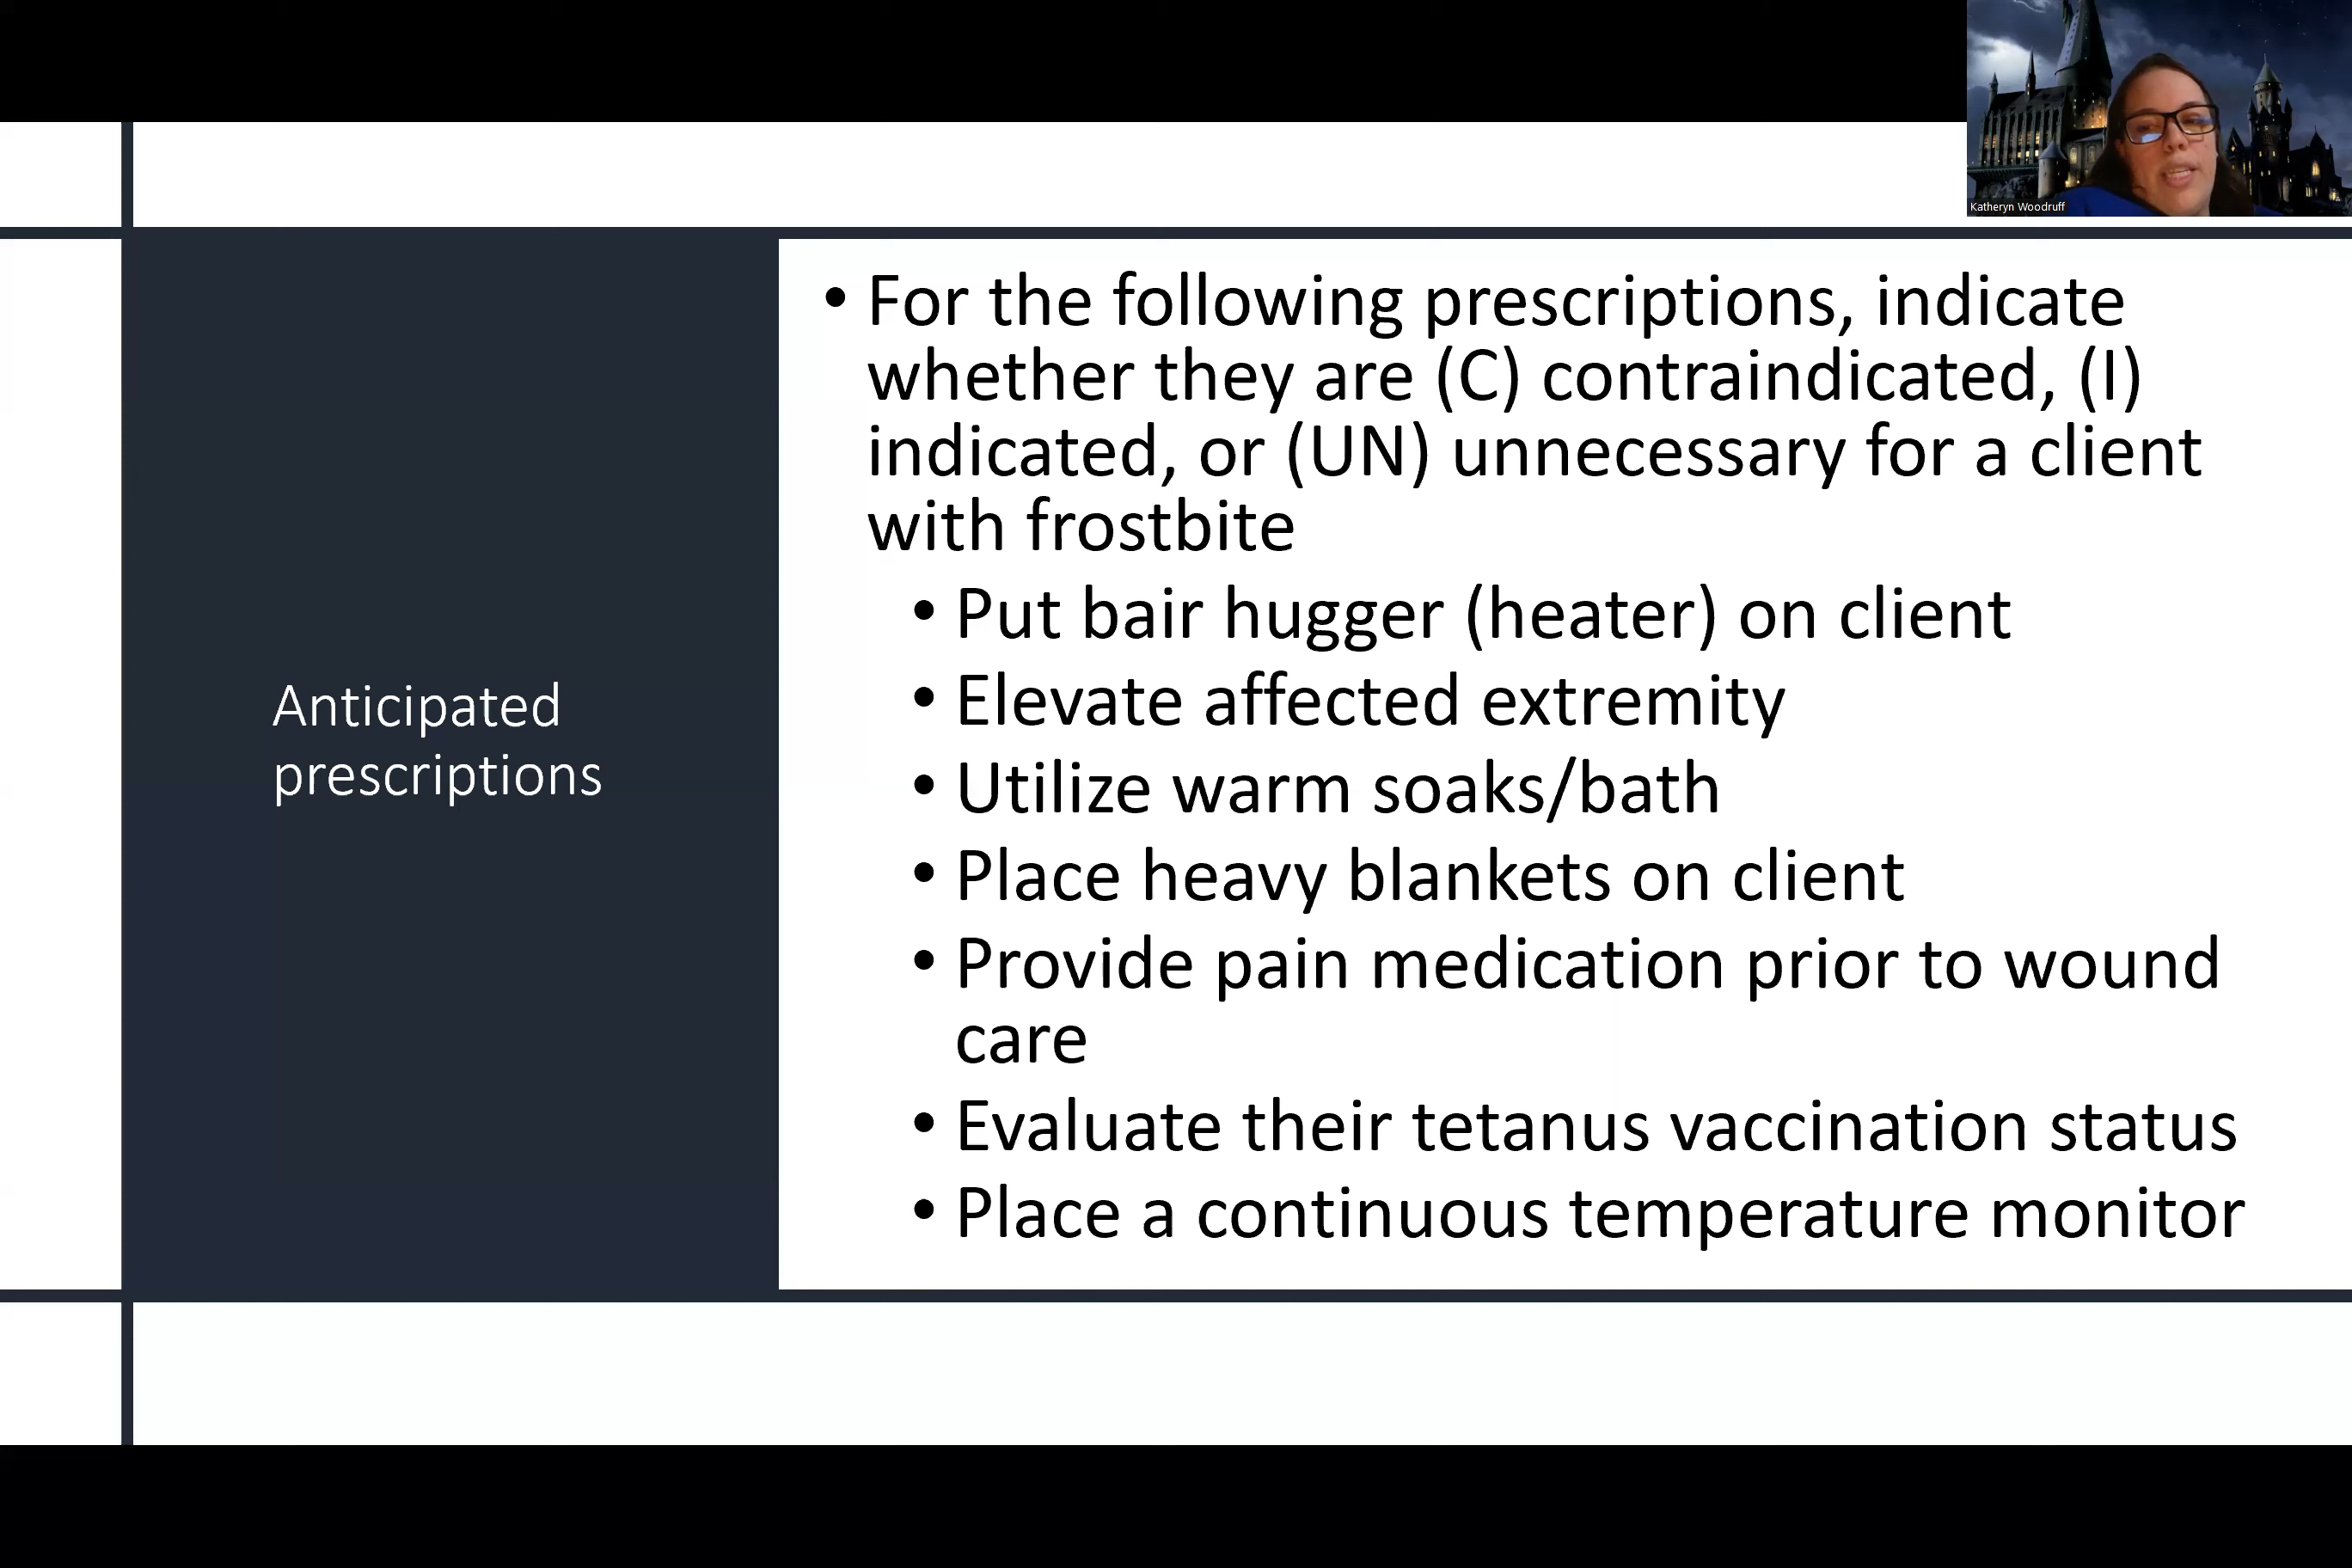 Katheryn Woodruff
Anticipated
prescriptions
• For the following prescriptions, indicate
whether they are (C) contraindicated, (I)
indicated, or (UN) unnecessary for a client
with frostbite
• Put bair hugger (heater) on client
• Elevate affected extremity
• Utilize warm soaks/bath
• Place heavy blankets on client
• Provide pain medication prior to wound
care
• Evaluate their tetanus vaccination status
• Place a continuous temperature monitor